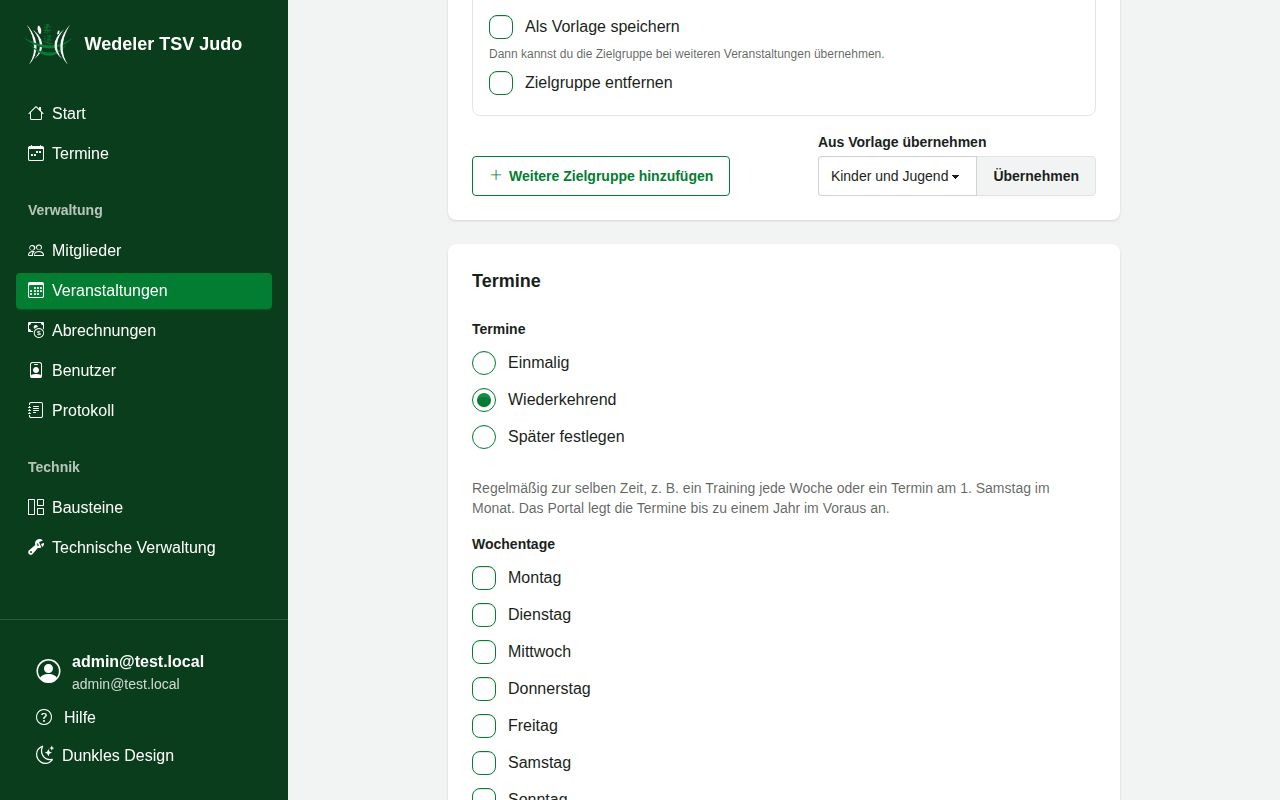 Wedeler TSV Judo
Start
Termine
Verwaltung
Mitglieder
Veranstaltungen
Abrechnungen
Benutzer
Protokoll
Technik
Bausteine
Technische Verwaltung
admin@test.local
admin@test.local
Hilfe
Dunkles Design
Als Vorlage speichern
Dann kannst du die Zielgruppe bei weiteren Veranstaltungen übernehmen.
Zielgruppe entfernen
Aus Vorlage übernehmen
+ Weitere Zielgruppe hinzufügen
Kinder und Jugend
Übernehmen
Termine
Termine
Einmalig
Wiederkehrend
Später festlegen
Regelmäßig zur selben Zeit, z. B. ein Training jede Woche oder ein Termin am 1. Samstag im
Monat. Das Portal legt die Termine bis zu einem Jahr im Voraus an.
Wochentage
Montag
Dienstag
Mittwoch
Donnerstag
Freitag
Samstag
Sonntag